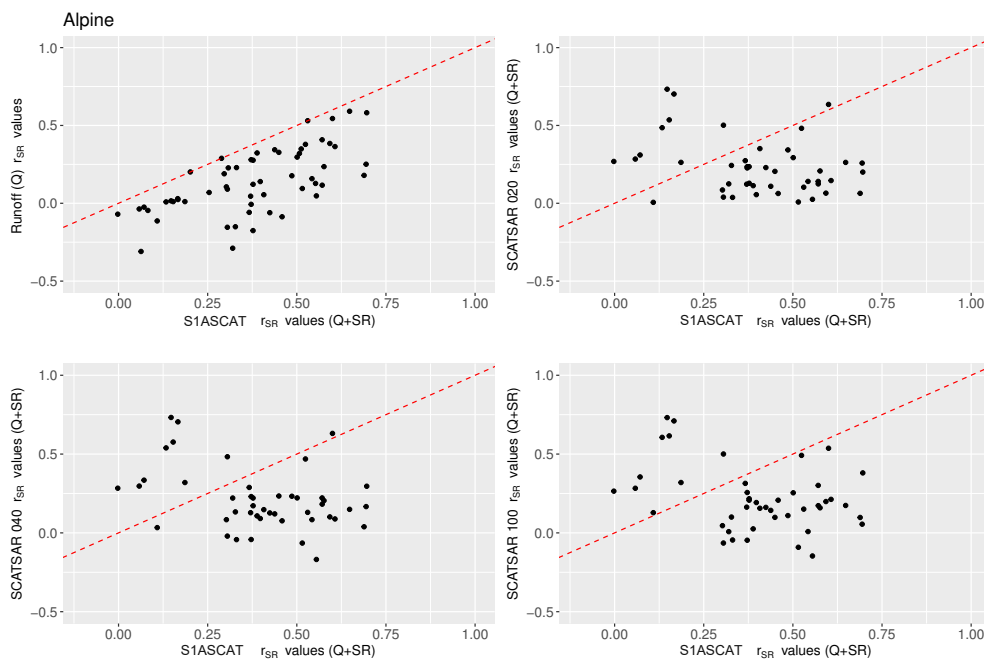 Alpine
Runoff (Q) rSR values
1.0
0.5
0.0
−0.5
0.00 0.25 0.50 0.75 1.00
S1ASCAT rSR values (Q+SR)
SCATSAR 020 rSR values (Q+SR)
1.0
0.5
0.0
−0.5
0.00 0.25 0.50 0.75 1.00
S1ASCAT rSR values (Q+SR)
SCATSAR 040 rSR values (Q+SR)
1.0
0.5
0.0
−0.5
0.00 0.25 0.50 0.75 1.00
S1ASCAT rSR values (Q+SR)
SCATSAR 100 rSR values (Q+SR)
1.0
0.5
0.0
−0.5
0.00 0.25 0.50 0.75 1.00
S1ASCAT rSR values (Q+SR)